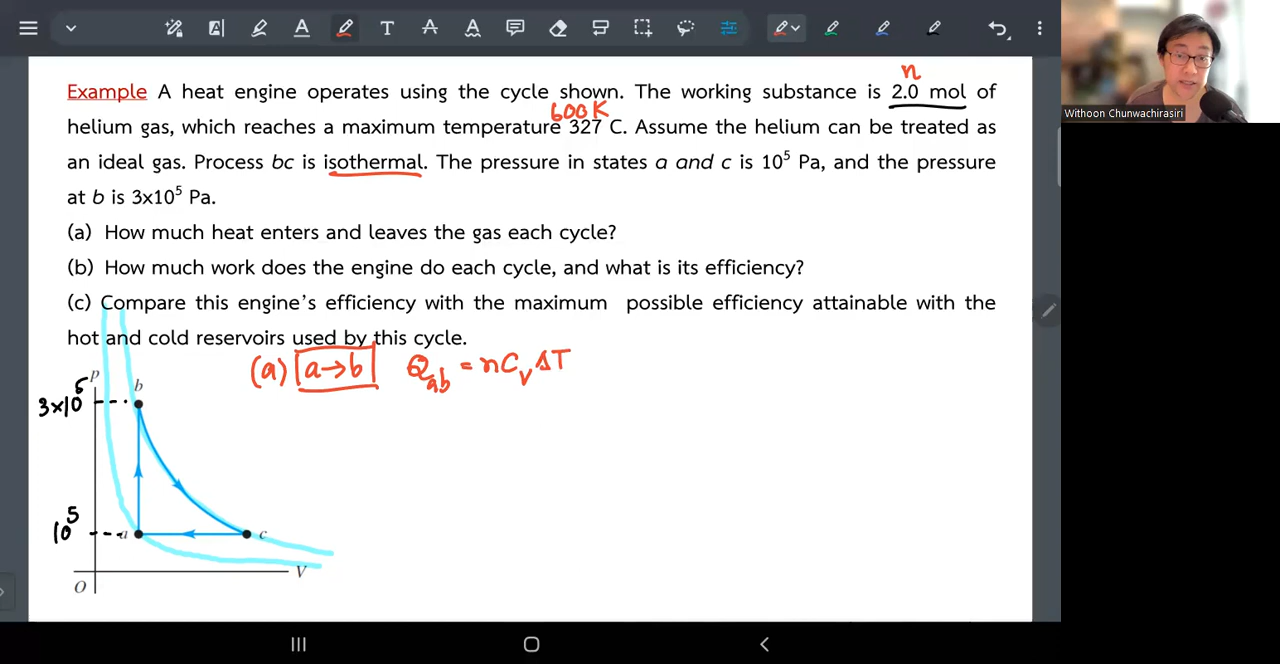 n
Example A heat engine operates using the cycle shown. The working substance is 2.0 mol of
600K
helium gas, which reaches a maximum temperature 327 C. Assume the helium can be treated as
an ideal gas. Process bc is isothermal. The pressure in states a and c is 10⁵ Pa, and the pressure
at b is 3x10⁵ Pa.
(a) How much heat enters and leaves the gas each cycle?
(b) How much work does the engine do each cycle, and what is its efficiency?
(c) Compare this engine's efficiency with the maximum possible efficiency attainable with the
hot and cold reservoirs used by this cycle.
(a) a→b Q_ab = nC_vΔT
p
b
3×10⁵
10⁵
a
c
V
O
Withoon Chunwachirasiri